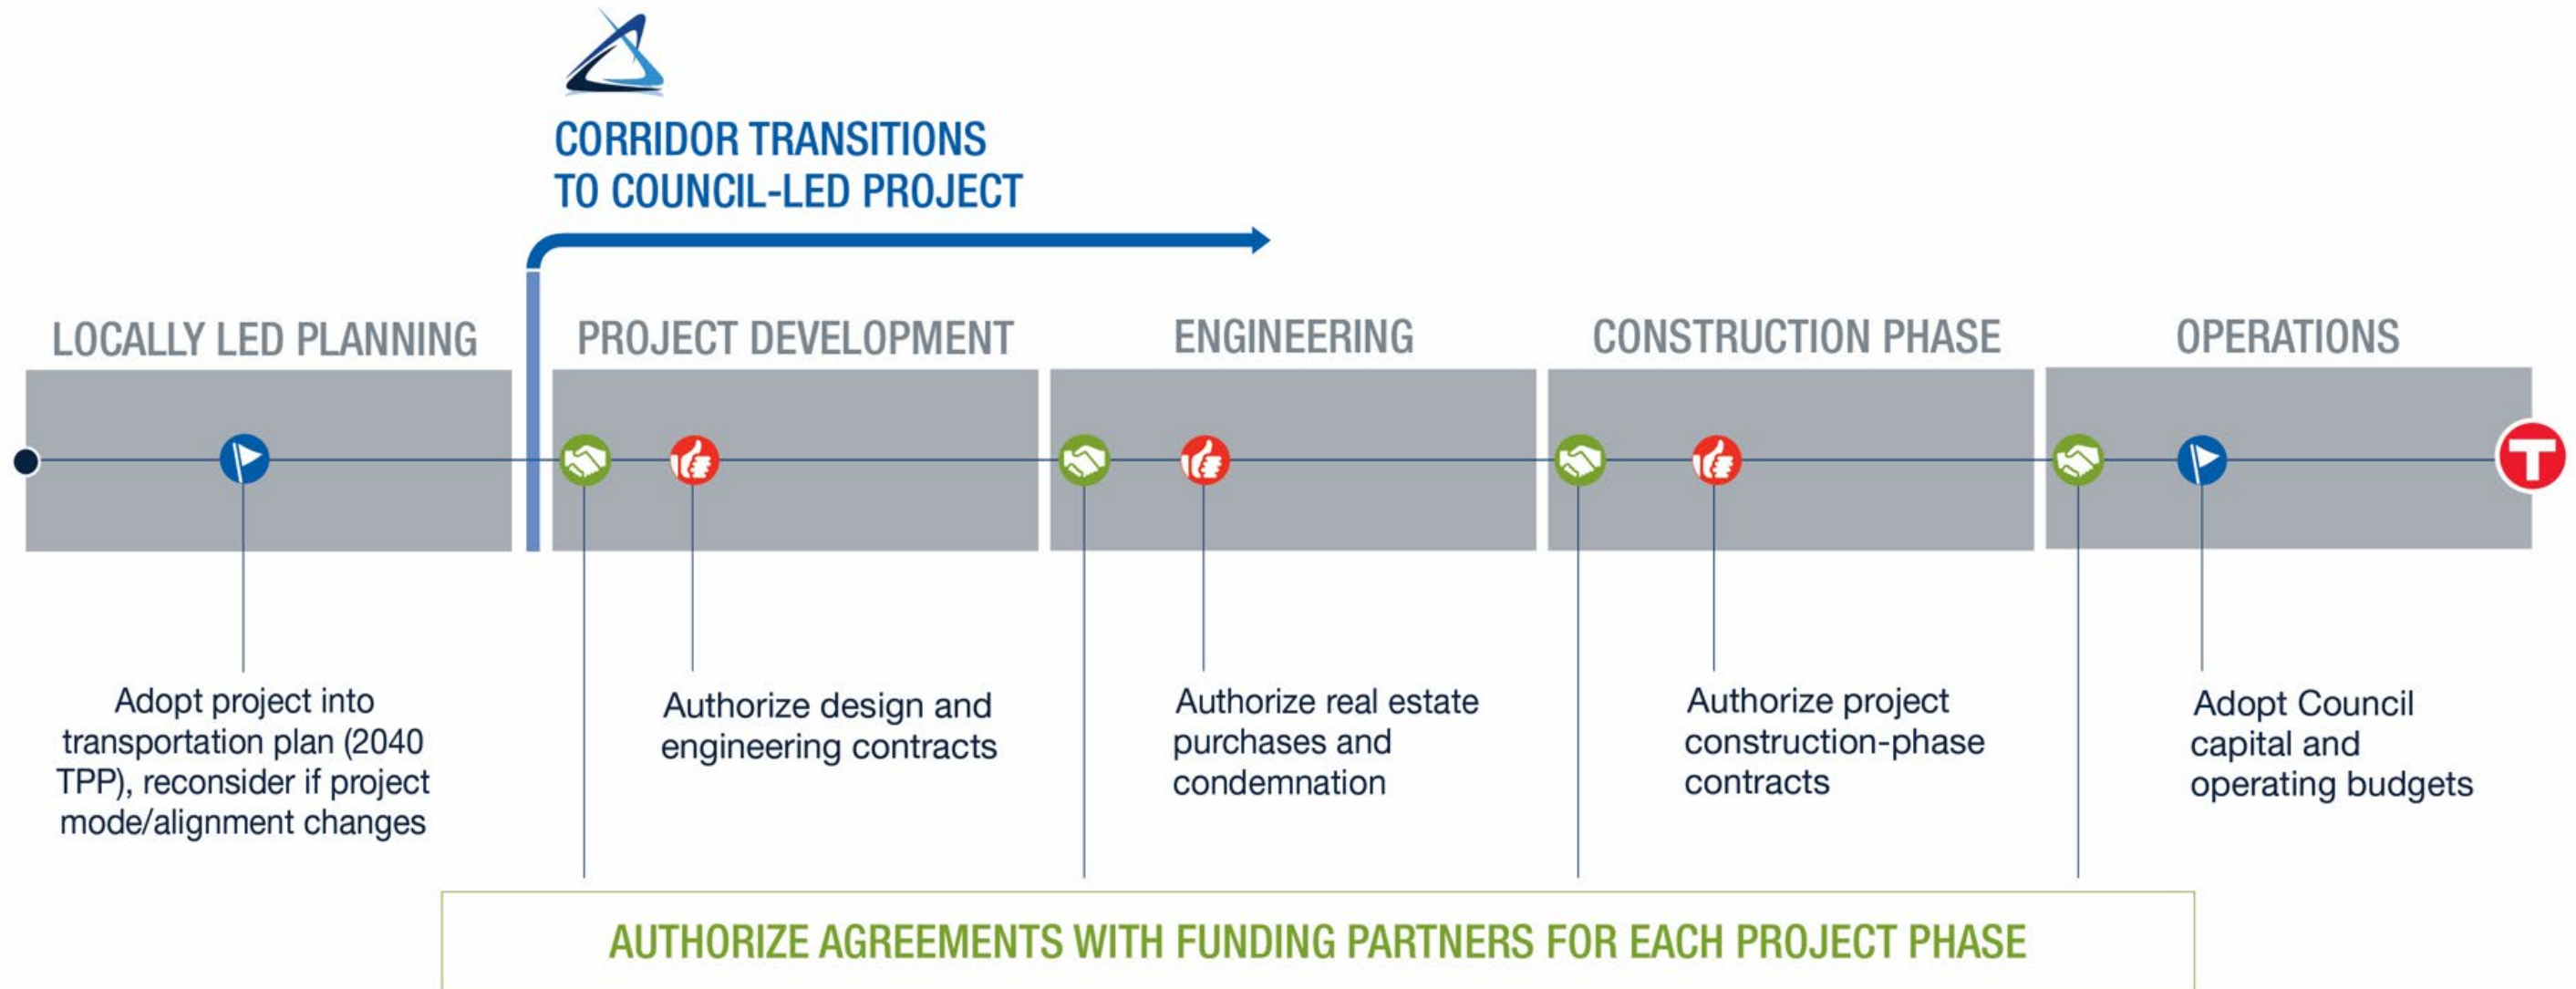 CORRIDOR TRANSITIONS
TO COUNCIL-LED PROJECT
LOCALLY LED PLANNING
PROJECT DEVELOPMENT
ENGINEERING
CONSTRUCTION PHASE
OPERATIONS
T
Adopt project into
transportation plan (2040
TPP), reconsider if project
mode/alignment changes
Authorize design and
engineering contracts
Authorize real estate
purchases and
condemnation
Authorize project
construction-phase
contracts
Adopt Council
capital and
operating budgets
AUTHORIZE AGREEMENTS WITH FUNDING PARTNERS FOR EACH PROJECT PHASE